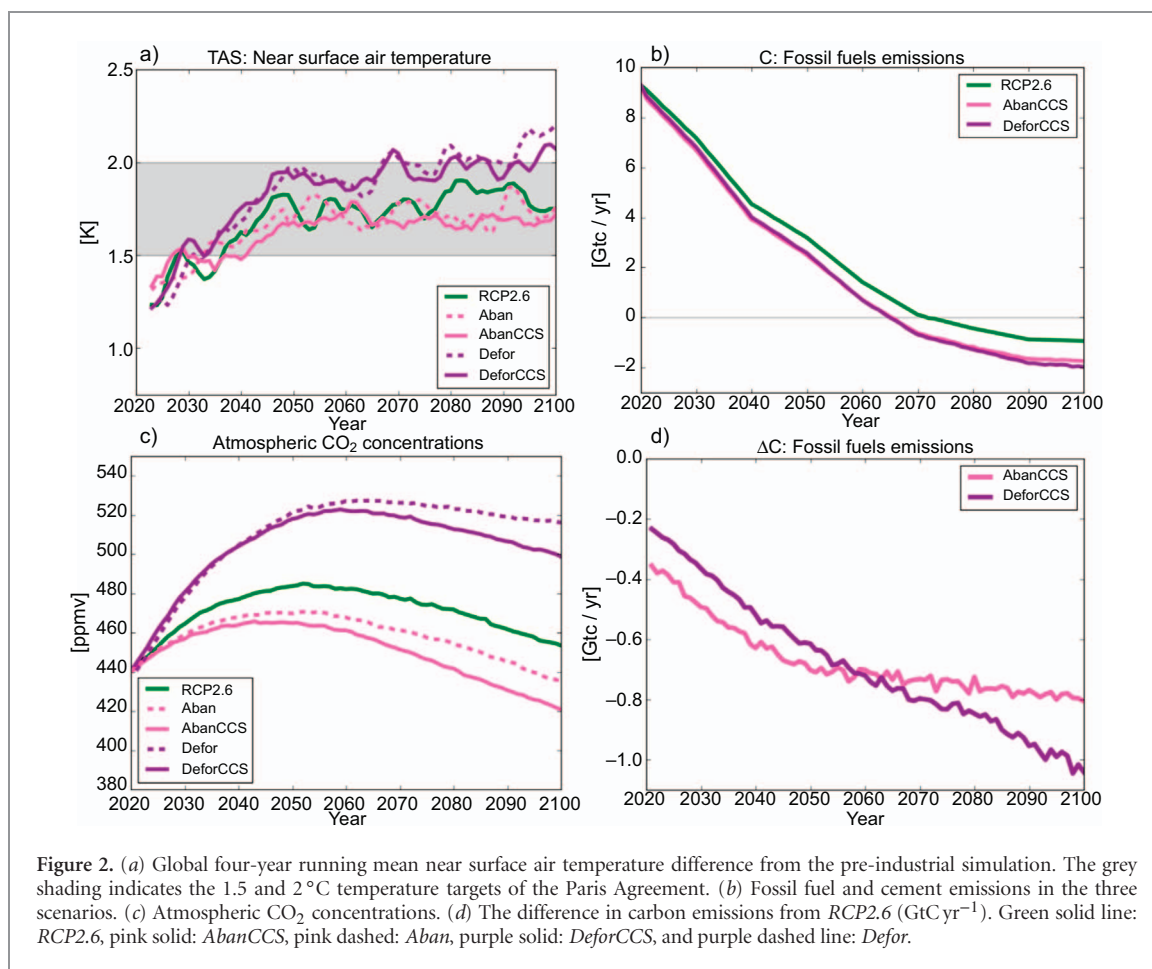 a)
TAS: Near surface air temperature
2.5
2.0
1.5
1.0
[K]
RCP2.6
Aban
AbanCCS
Defor
DeforCCS
2020 2030 2040 2050 2060 2070 2080 2090 2100
Year
b)
C: Fossil fuels emissions
10
8
6
4
2
0
−2
[Gtc / yr]
RCP2.6
AbanCCS
DeforCCS
2020 2030 2040 2050 2060 2070 2080 2090 2100
Year
c)
Atmospheric CO₂ concentrations
540
520
500
480
460
440
420
400
380
[ppmv]
RCP2.6
Aban
AbanCCS
Defor
DeforCCS
2020 2030 2040 2050 2060 2070 2080 2090 2100
Year
d)
ΔC: Fossil fuels emissions
0.0
−0.2
−0.4
−0.6
−0.8
−1.0
[Gtc / yr]
AbanCCS
DeforCCS
2020 2030 2040 2050 2060 2070 2080 2090 2100
Year
Figure 2. (a) Global four-year running mean near surface air temperature difference from the pre-industrial simulation. The grey
shading indicates the 1.5 and 2 °C temperature targets of the Paris Agreement. (b) Fossil fuel and cement emissions in the three
scenarios. (c) Atmospheric CO₂ concentrations. (d) The difference in carbon emissions from RCP2.6 (GtC yr⁻¹). Green solid line:
RCP2.6, pink solid: AbanCCS, pink dashed: Aban, purple solid: DeforCCS, and purple dashed line: Defor.